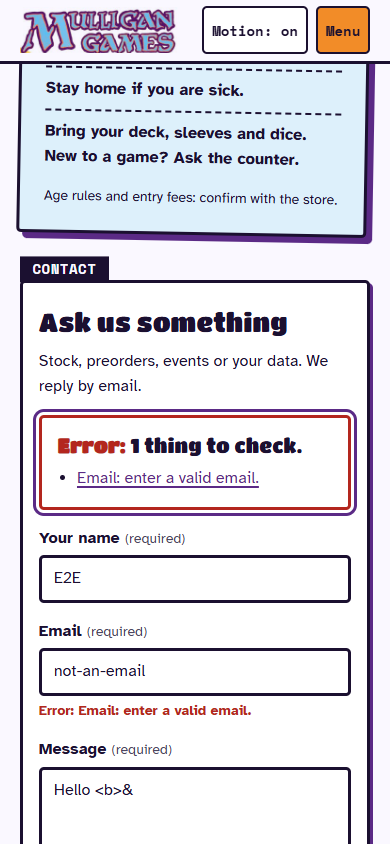 MULLIGAN GAMES
Motion: on
Menu
Stay home if you are sick.
Bring your deck, sleeves and dice.
New to a game? Ask the counter.
Age rules and entry fees: confirm with the store.
CONTACT
Ask us something
Stock, preorders, events or your data. We
reply by email.
Error: 1 thing to check.
• Email: enter a valid email.
Your name (required)
E2E
Email (required)
not-an-email
Error: Email: enter a valid email.
Message (required)
Hello <b>&